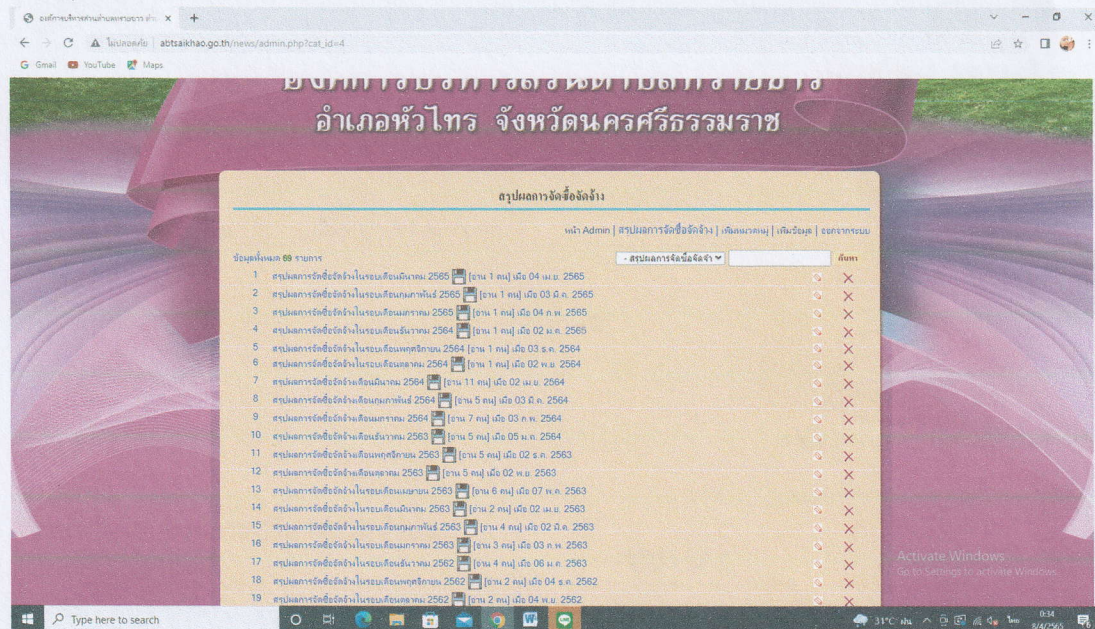 องค์การบริหารส่วนตำบลทรายขาว
ไม่ปลอดภัย | abtsaikhao.go.th/news/admin.php?cat_id=4
Gmail YouTube Maps
องค์การบริหารส่วนตำบลทรายขาว
อำเภอหัวไทร จังหวัดนครศรีธรรมราช
สรุปผลการจัดซื้อจัดจ้าง
หน้า Admin | สรุปผลการจัดซื้อจัดจ้าง | เพิ่มหมวดหมู่ | เพิ่มข้อมูล | ออกจากระบบ
ข้อมูลทั้งหมด 69 รายการ - สรุปผลการจัดซื้อจัดจ้า ค้นหา
1 สรุปผลการจัดซื้อจัดจ้างในรอบเดือนมีนาคม 2565 [อ่าน 1 คน] เมื่อ 04 เม.ย. 2565
2 สรุปผลการจัดซื้อจัดจ้างในรอบเดือนกุมภาพันธ์ 2565 [อ่าน 1 คน] เมื่อ 03 มี.ค. 2565
3 สรุปผลการจัดซื้อจัดจ้างในรอบเดือนมกราคม 2565 [อ่าน 1 คน] เมื่อ 04 ก.พ. 2565
4 สรุปผลการจัดซื้อจัดจ้างในรอบเดือนธันวาคม 2564 [อ่าน 1 คน] เมื่อ 02 ม.ค. 2565
5 สรุปผลการจัดซื้อจัดจ้างในรอบเดือนพฤศจิกายน 2564 [อ่าน 1 คน] เมื่อ 03 ธ.ค. 2564
6 สรุปผลการจัดซื้อจัดจ้างในรอบเดือนตุลาคม 2564 [อ่าน 1 คน] เมื่อ 02 พ.ย. 2564
7 สรุปผลการจัดซื้อจัดจ้างเดือนมีนาคม 2564 [อ่าน 11 คน] เมื่อ 02 เม.ย. 2564
8 สรุปผลการจัดซื้อจัดจ้างเดือนกุมภาพันธ์ 2564 [อ่าน 5 คน] เมื่อ 03 มี.ค. 2564
9 สรุปผลการจัดซื้อจัดจ้างเดือนมกราคม 2564 [อ่าน 7 คน] เมื่อ 03 ก.พ. 2564
10 สรุปผลการจัดซื้อจัดจ้างเดือนธันวาคม 2563 [อ่าน 5 คน] เมื่อ 05 ม.ค. 2564
11 สรุปผลการจัดซื้อจัดจ้างเดือนพฤศจิกายน 2563 [อ่าน 5 คน] เมื่อ 02 ธ.ค. 2563
12 สรุปผลการจัดซื้อจัดจ้างเดือนตุลาคม 2563 [อ่าน 5 คน] เมื่อ 02 พ.ย. 2563
13 สรุปผลการจัดซื้อจัดจ้างในรอบเดือนเมษายน 2563 [อ่าน 6 คน] เมื่อ 07 พ.ค. 2563
14 สรุปผลการจัดซื้อจัดจ้างในรอบเดือนมีนาคม 2563 [อ่าน 2 คน] เมื่อ 02 เม.ย. 2563
15 สรุปผลการจัดซื้อจัดจ้างในรอบเดือนกุมภาพันธ์ 2563 [อ่าน 4 คน] เมื่อ 02 มี.ค. 2563
16 สรุปผลการจัดซื้อจัดจ้างในรอบเดือนมกราคม 2563 [อ่าน 3 คน] เมื่อ 03 ก.พ. 2563
17 สรุปผลการจัดซื้อจัดจ้างในรอบเดือนธันวาคม 2562 [อ่าน 4 คน] เมื่อ 06 ม.ค. 2563
18 สรุปผลการจัดซื้อจัดจ้างในรอบเดือนพฤศจิกายน 2562 [อ่าน 2 คน] เมื่อ 04 ธ.ค. 2562
19 สรุปผลการจัดซื้อจัดจ้างในรอบเดือนตุลาคม 2562 [อ่าน 2 คน] เมื่อ 04 พ.ย. 2562
Activate Windows
Go to Settings to activate Windows.
Type here to search 31°C ฝน ไทย 0:34
8/4/2565